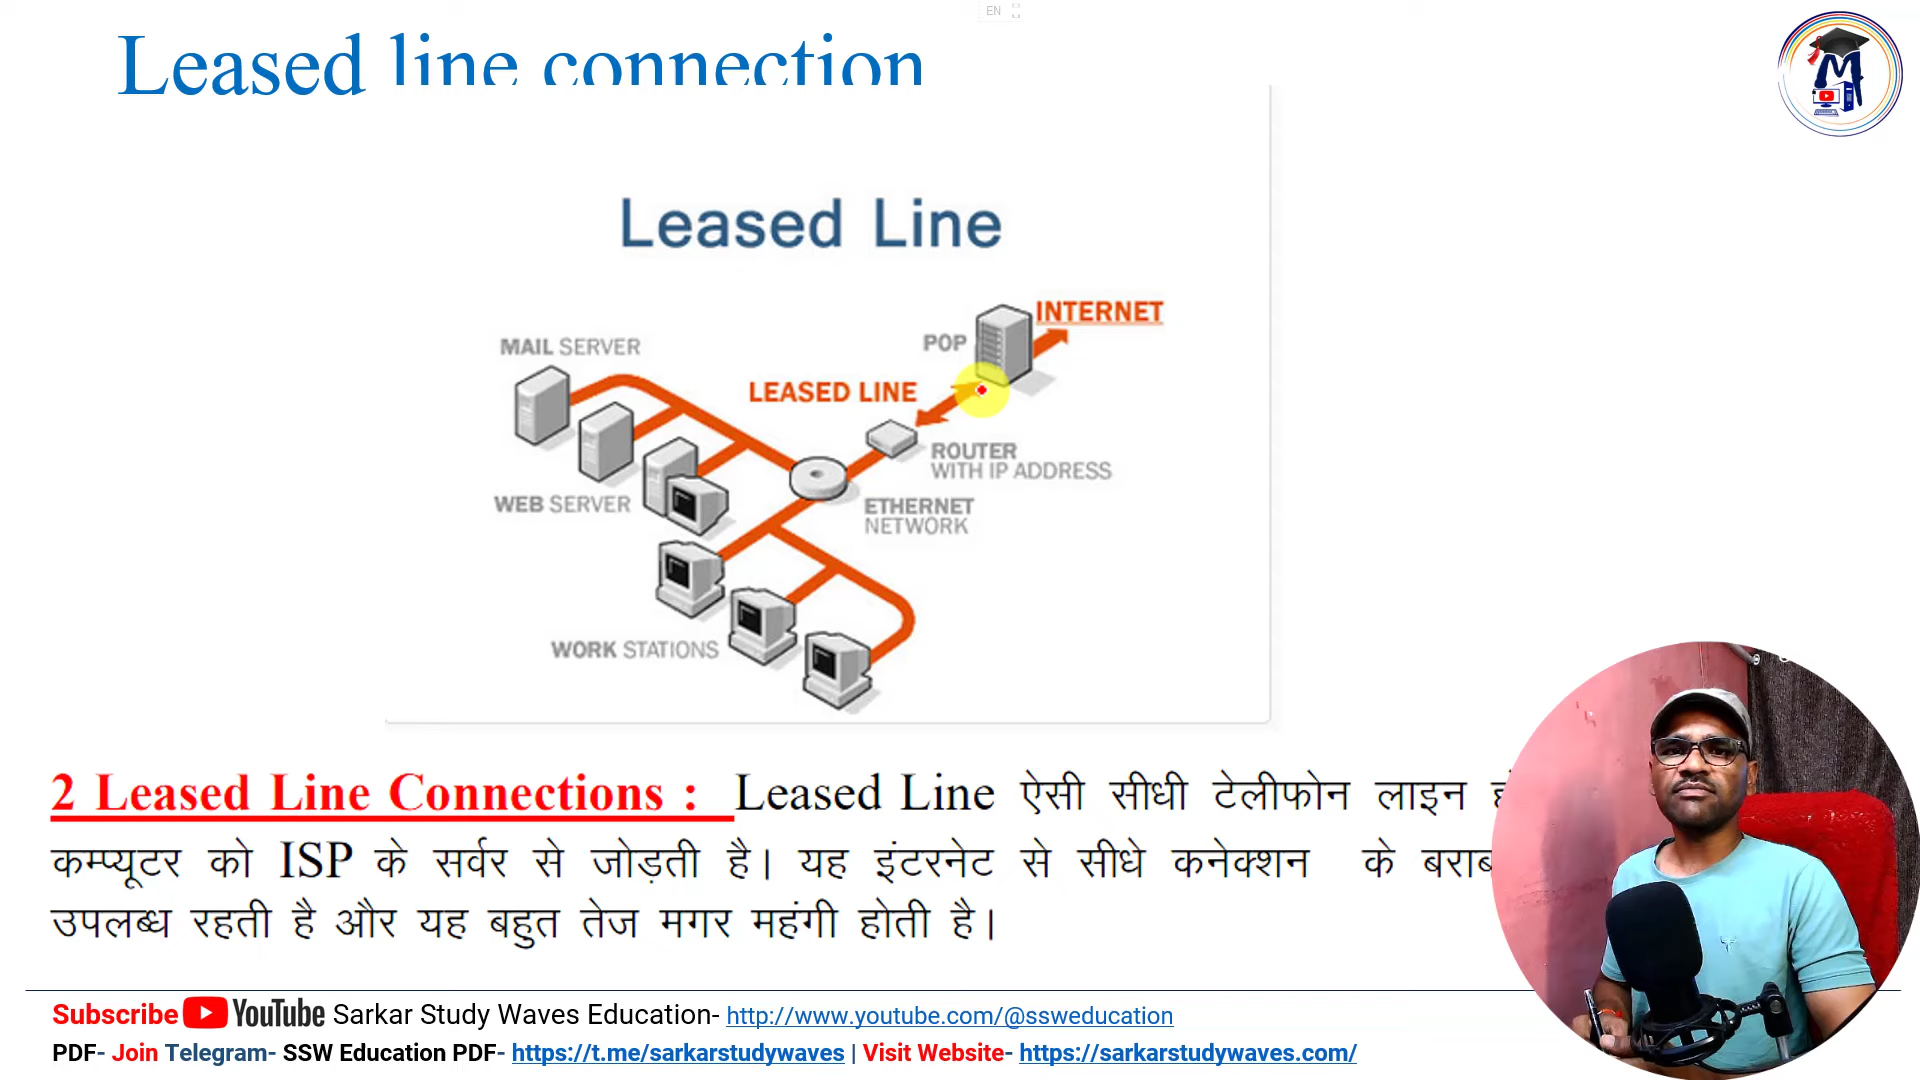 EN
Leased line connection
Leased Line
INTERNET
POP
MAIL SERVER
LEASED LINE
ROUTER
WITH IP ADDRESS
WEB SERVER
ETHERNET
NETWORK
WORK STATIONS
2 Leased Line Connections : Leased Line ऐसी सीधी टेलीफोन लाइन
कम्प्यूटर को ISP के सर्वर से जोड़ती है। यह इंटरनेट से सीधे कनेक्शन के
उपलब्ध रहती है और यह बहुत तेज मगर महंगी होती है।
Subscribe YouTube Sarkar Study Waves Education- http://www.youtube.com/@ssweducation
PDF- Join Telegram- SSW Education PDF- https://t.me/sarkarstudywaves | Visit Website- https://sarkarstudywaves.com/